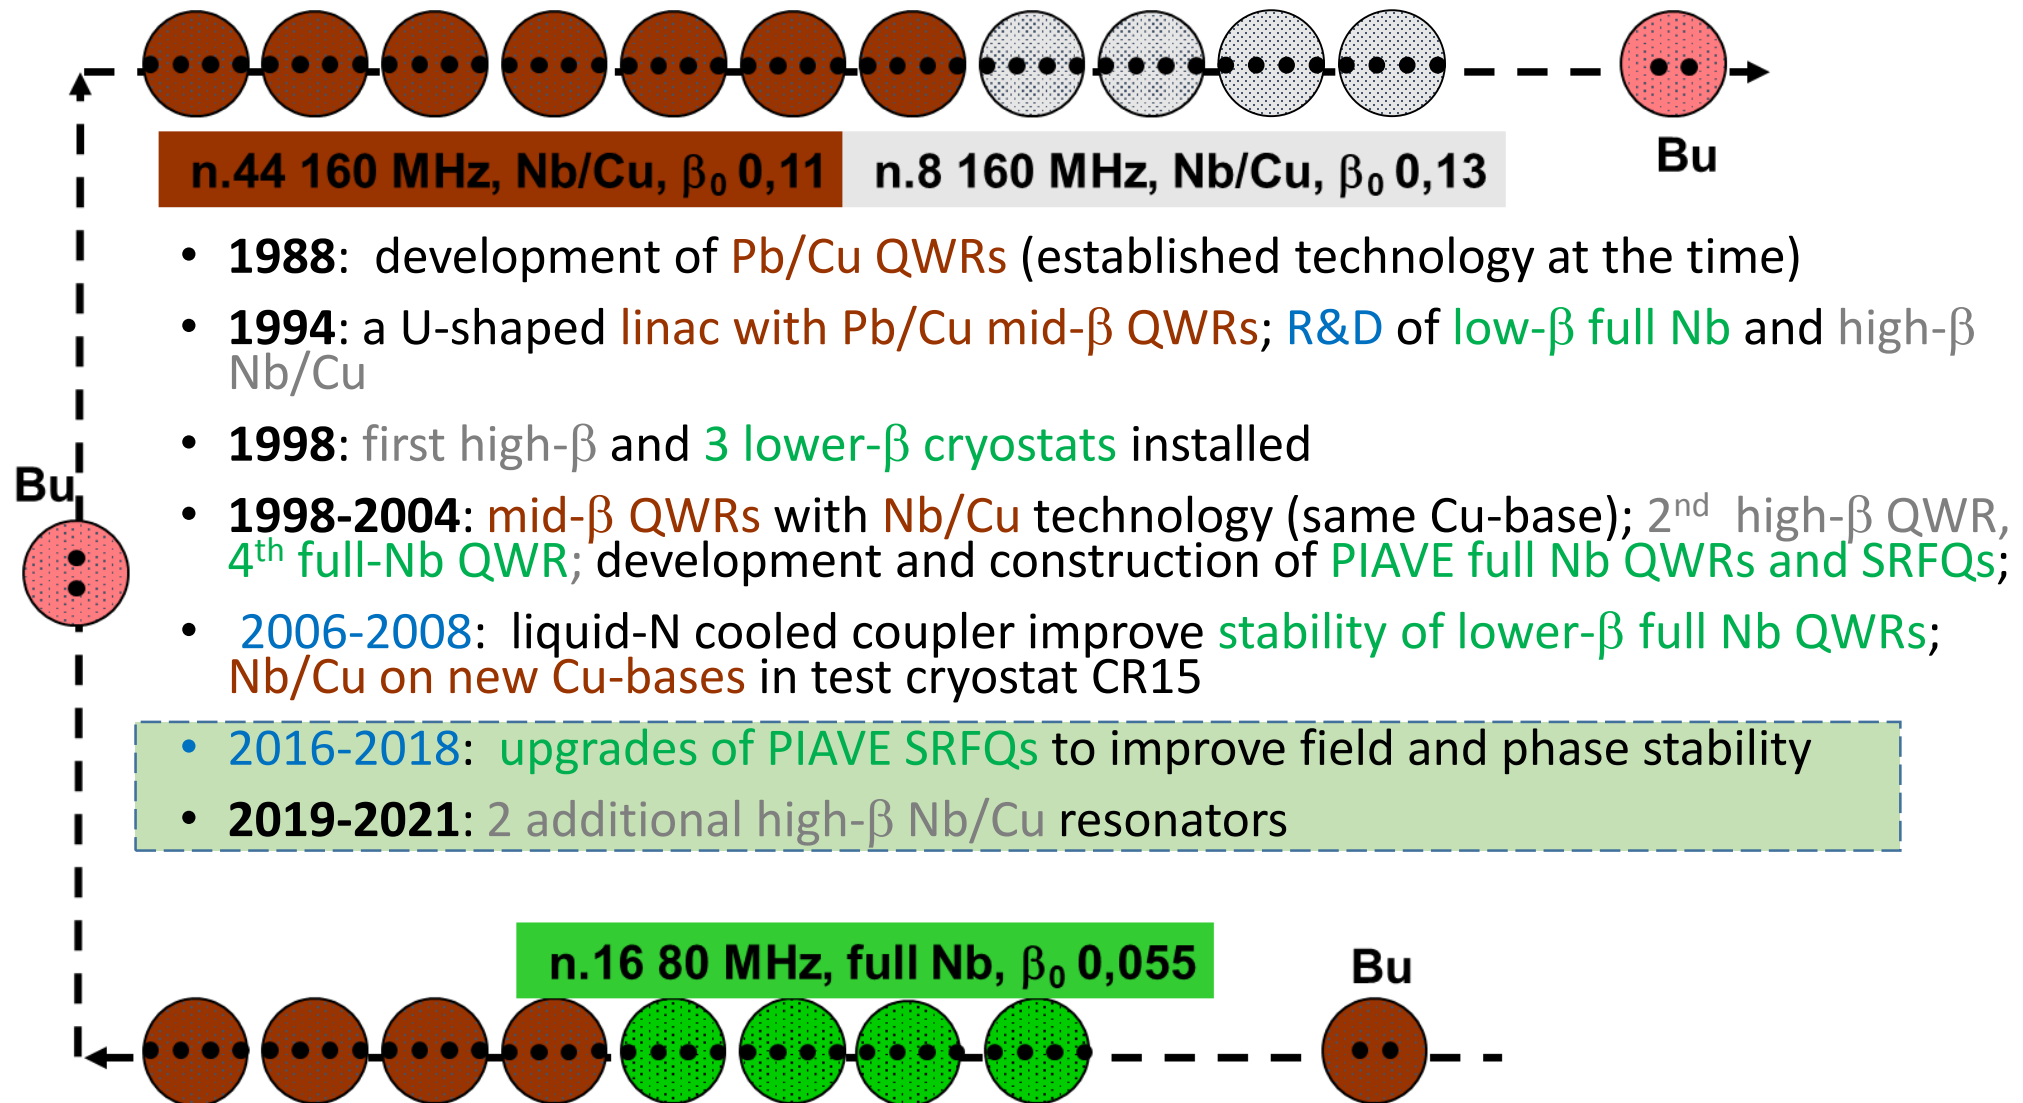 n.44 160 MHz, Nb/Cu, β₀ 0,11
n.8 160 MHz, Nb/Cu, β₀ 0,13
Bu
• 1988: development of Pb/Cu QWRs (established technology at the time)
• 1994: a U-shaped linac with Pb/Cu mid-β QWRs; R&D of low-β full Nb and high-β
Nb/Cu
• 1998: first high-β and 3 lower-β cryostats installed
Bu
• 1998-2004: mid-β QWRs with Nb/Cu technology (same Cu-base); 2nd high-β QWR,
4th full-Nb QWR; development and construction of PIAVE full Nb QWRs and SRFQs;
• 2006-2008: liquid-N cooled coupler improve stability of lower-β full Nb QWRs;
Nb/Cu on new Cu-bases in test cryostat CR15
• 2016-2018: upgrades of PIAVE SRFQs to improve field and phase stability
• 2019-2021: 2 additional high-β Nb/Cu resonators
n.16 80 MHz, full Nb, β₀ 0,055
Bu